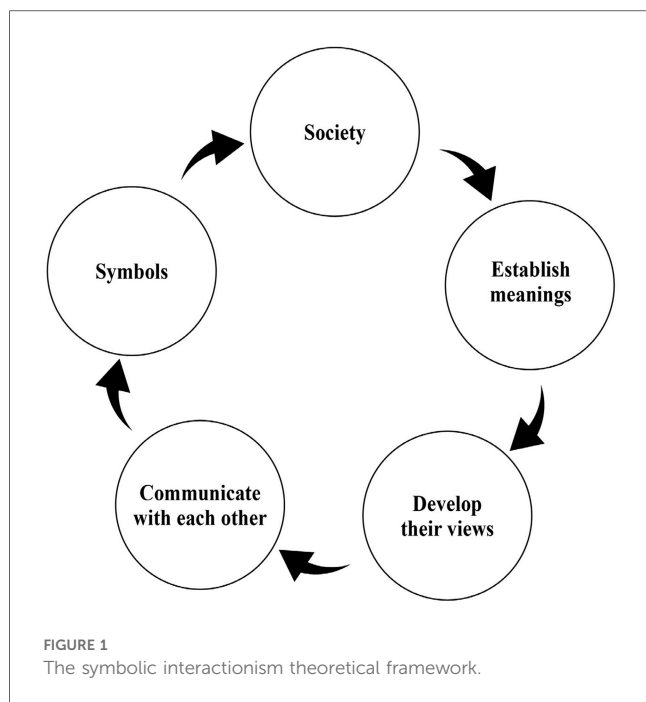 Society
Establish
meanings
Develop
their views
Communicate
with each other
Symbols
FIGURE 1
The symbolic interactionism theoretical framework.